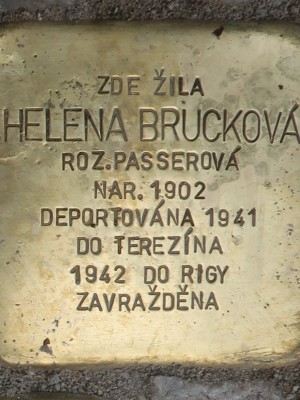 ZDE ŽILA
HELENA BRUCKOVÁ
ROZ. PASSEROVÁ
NAR. 1902
DEPORTOVÁNA 1941
DO TEREZÍNA
1942 DO RIGY
ZAVRAŽDĚNA